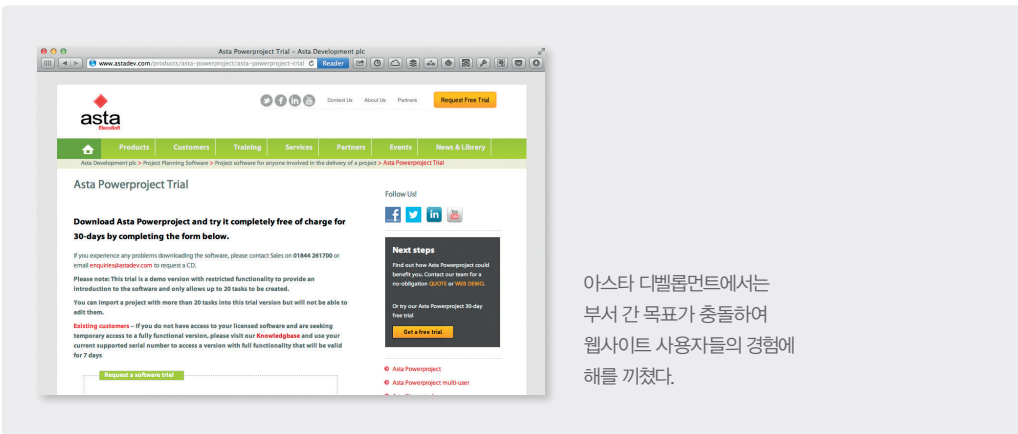 Asta Powerproject Trial – Asta Development plc
www.astadev.com/products/asta-powerproject/asta-powerproject-trial
Reader
asta
ElecoSoft
Contact Us
About Us
Partners
Request Free Trial
Products
Customers
Training
Services
Partners
Events
News & Library
Asta Development plc > Project Planning Software > Project software for anyone involved in the delivery of a project > Asta Powerproject Trial
Asta Powerproject Trial
Download Asta Powerproject and try it completely free of charge for
30-days by completing the form below.
If you experience any problems downloading the software, please contact Sales on 01844 261700 or
email enquiries@astadev.com to request a CD.
Please note: This trial is a demo version with restricted functionality to provide an
introduction to the software and only allows up to 20 tasks to be created.
You can import a project with more than 20 tasks into this trial version but will not be able to
edit them.
Existing customers – If you do not have access to your licensed software and are seeking
temporary access to a fully functional version, please visit our Knowledgbase and use your
current supported serial number to access a version with full functionality that will be valid
for 7 days
Request a software trial
Follow Us!
Next steps
Find out how Asta Powerproject could
benefit you. Contact our team for a
no-obligation QUOTE or WEB DEMO.
Or try our Asta Powerproject 30-day
free trial
Get a free trial
Asta Powerproject
Asta Powerproject multi-user
아스타 디벨롭먼트에서는
부서 간 목표가 충돌하여
웹사이트 사용자들의 경험에
해를 끼쳤다.